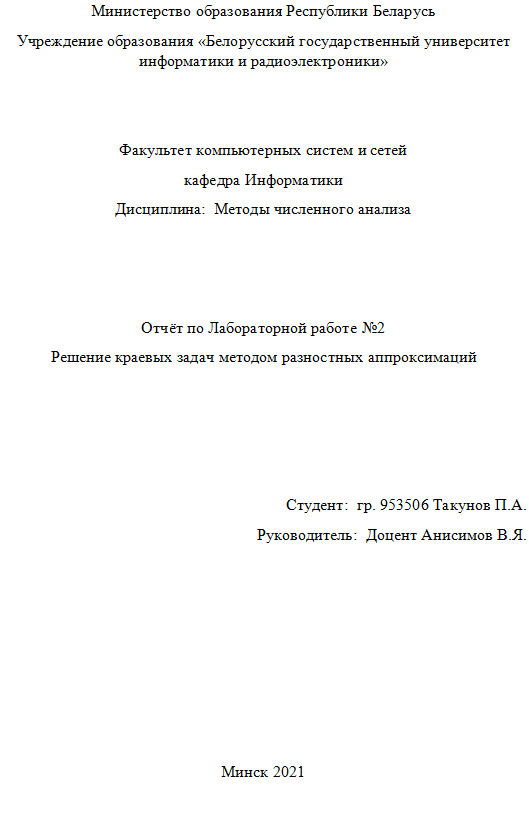 Министерство образования Республики Беларусь
Учреждение образования «Белорусский государственный университет
информатики и радиоэлектроники»
Факультет компьютерных систем и сетей
кафедра Информатики
Дисциплина: Методы численного анализа
Отчёт по Лабораторной работе №2
Решение краевых задач методом разностных аппроксимаций
Студент: гр. 953506 Такунов П.А.
Руководитель: Доцент Анисимов В.Я.
Минск 2021